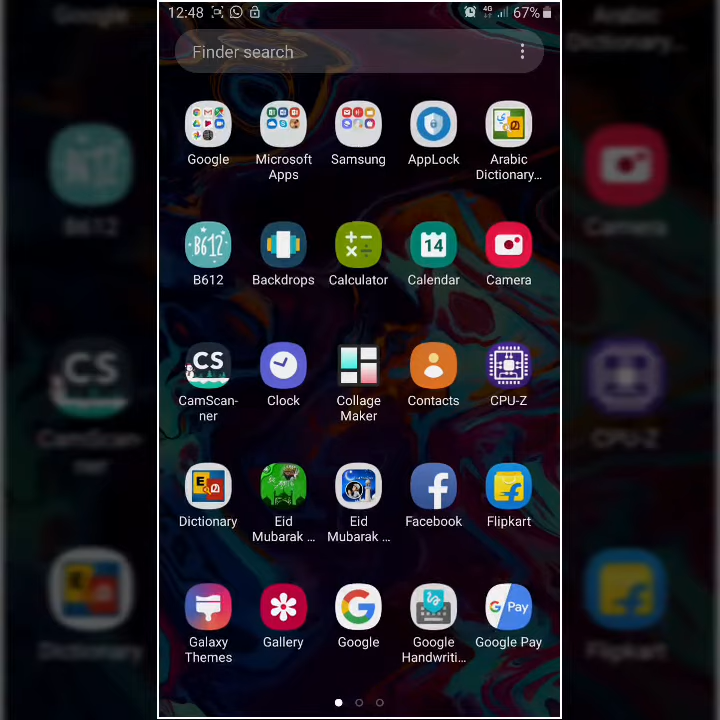 12:48
4G
67%
Finder search
Google
Microsoft
Apps
Samsung
AppLock
Arabic
Dictionary...
B612
B612
Backdrops
Calculator
14
Calendar
Camera
CS
CamScan-
ner
Clock
Collage
Maker
Contacts
CPU-Z
E
Dictionary
Eid
Mubarak ...
Eid
Mubarak ...
Facebook
Flipkart
Galaxy
Themes
Gallery
Google
Google
Handwriti...
G Pay
Google Pay